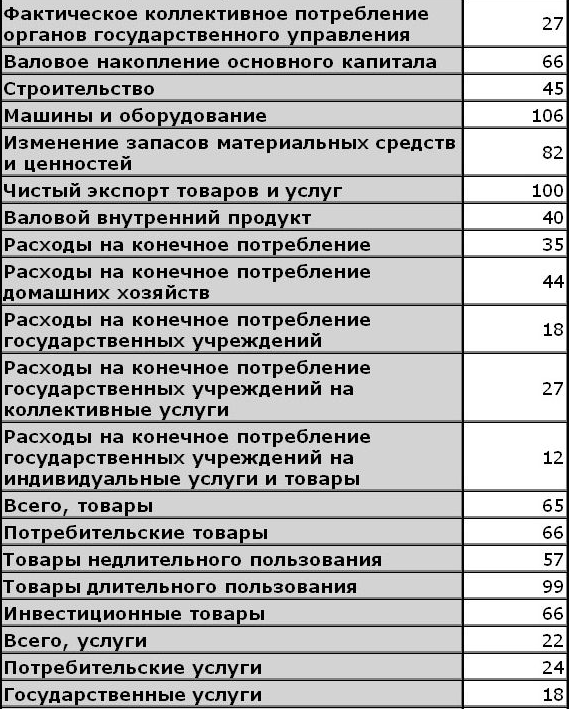 Фактическое коллективное потребление
органов государственного управления 27
Валовое накопление основного капитала 66
Строительство 45
Машины и оборудование 106
Изменение запасов материальных средств
и ценностей 82
Чистый экспорт товаров и услуг 100
Валовой внутренний продукт 40
Расходы на конечное потребление 35
Расходы на конечное потребление
домашних хозяйств 44
Расходы на конечное потребление
государственных учреждений 18
Расходы на конечное потребление
государственных учреждений на
коллективные услуги 27
Расходы на конечное потребление
государственных учреждений на
индивидуальные услуги и товары 12
Всего, товары 65
Потребительские товары 66
Товары недлительного пользования 57
Товары длительного пользования 99
Инвестиционные товары 66
Всего, услуги 22
Потребительские услуги 24
Государственные услуги 18